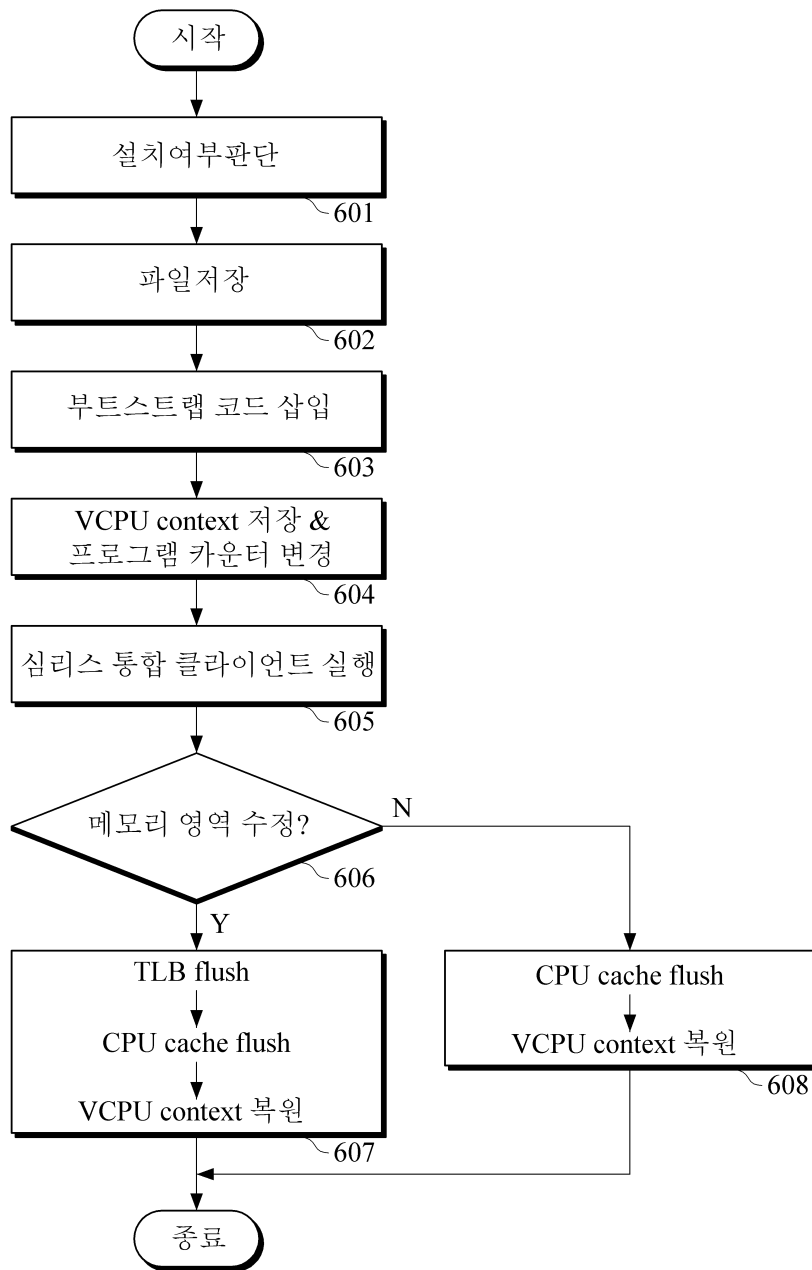 시작
설치여부판단
601
파일저장
602
부트스트랩 코드 삽입
603
VCPU context 저장 &
프로그램 카운터 변경
604
심리스 통합 클라이언트 실행
605
메모리 영역 수정?
N
606
Y
TLB flush
CPU cache flush
VCPU context 복원
607
CPU cache flush
VCPU context 복원
608
종료